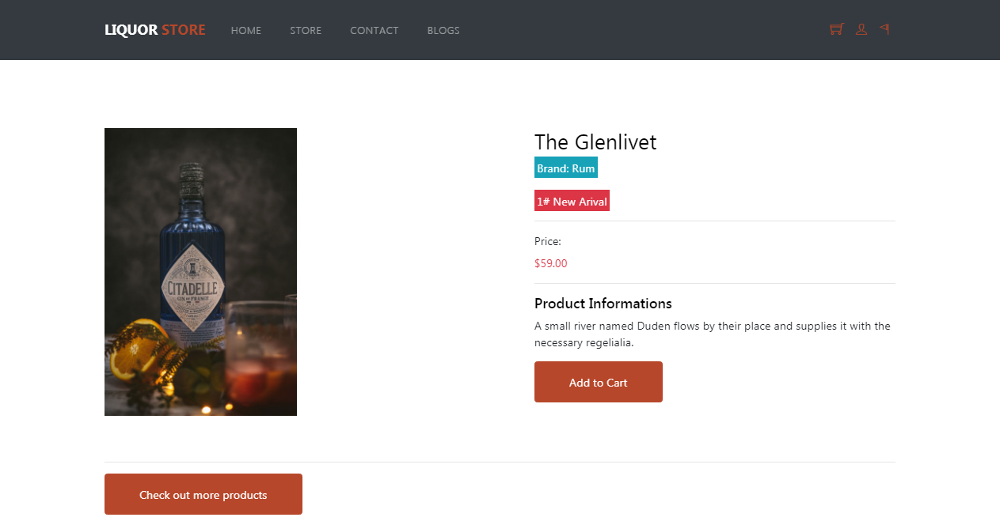 LIQUOR STORE HOME STORE CONTACT BLOGS
The Glenlivet
Brand: Rum
1# New Arival
Price:
$59.00
Product Informations
A small river named Duden flows by their place and supplies it with the
necessary regelialia.
Add to Cart
CITADELLE
GIN DE FRANCE
Check out more products